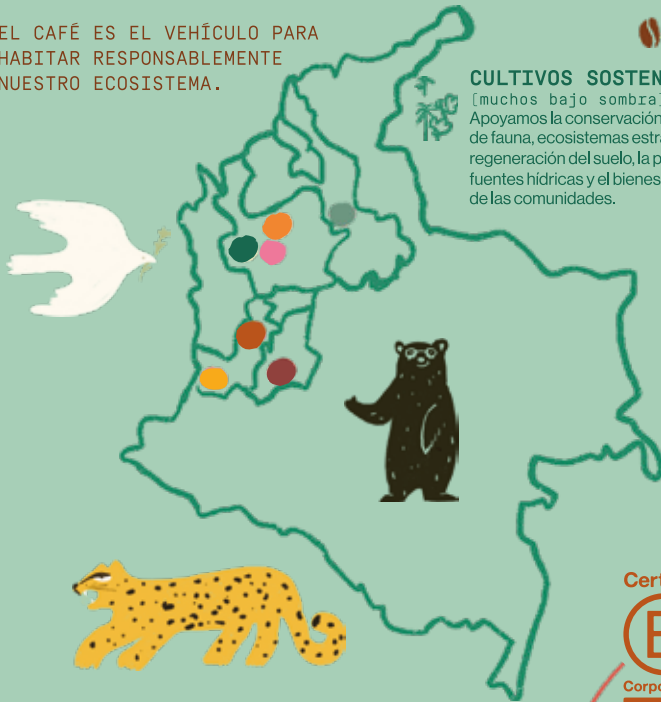 EL CAFÉ ES EL VEHÍCULO PARA
HABITAR RESPONSABLEMENTE
NUESTRO ECOSISTEMA.
CULTIVOS SOSTEN
[muchos bajo sombra]
Apoyamos la conservación
de fauna, ecosistemas estra
regeneración del suelo, la p
fuentes hídricas y el bienes
de las comunidades.
Cert
B
Corpo